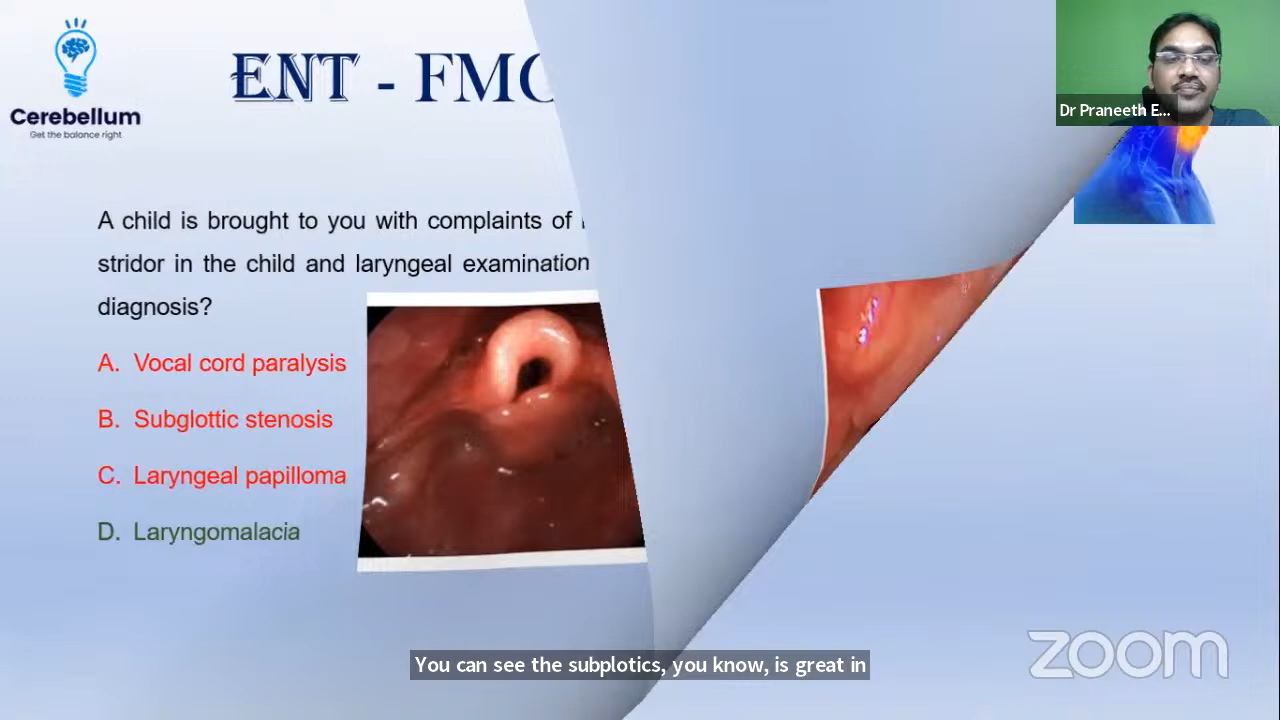 Cerebellum
Get the balance right
ENT - FMC
Dr Praneeth E...
A child is brought to you with complaints of
stridor in the child and laryngeal examination
diagnosis?
A. Vocal cord paralysis
B. Subglottic stenosis
C. Laryngeal papilloma
D. Laryngomalacia
You can see the subplotics, you know, is great in
zoom